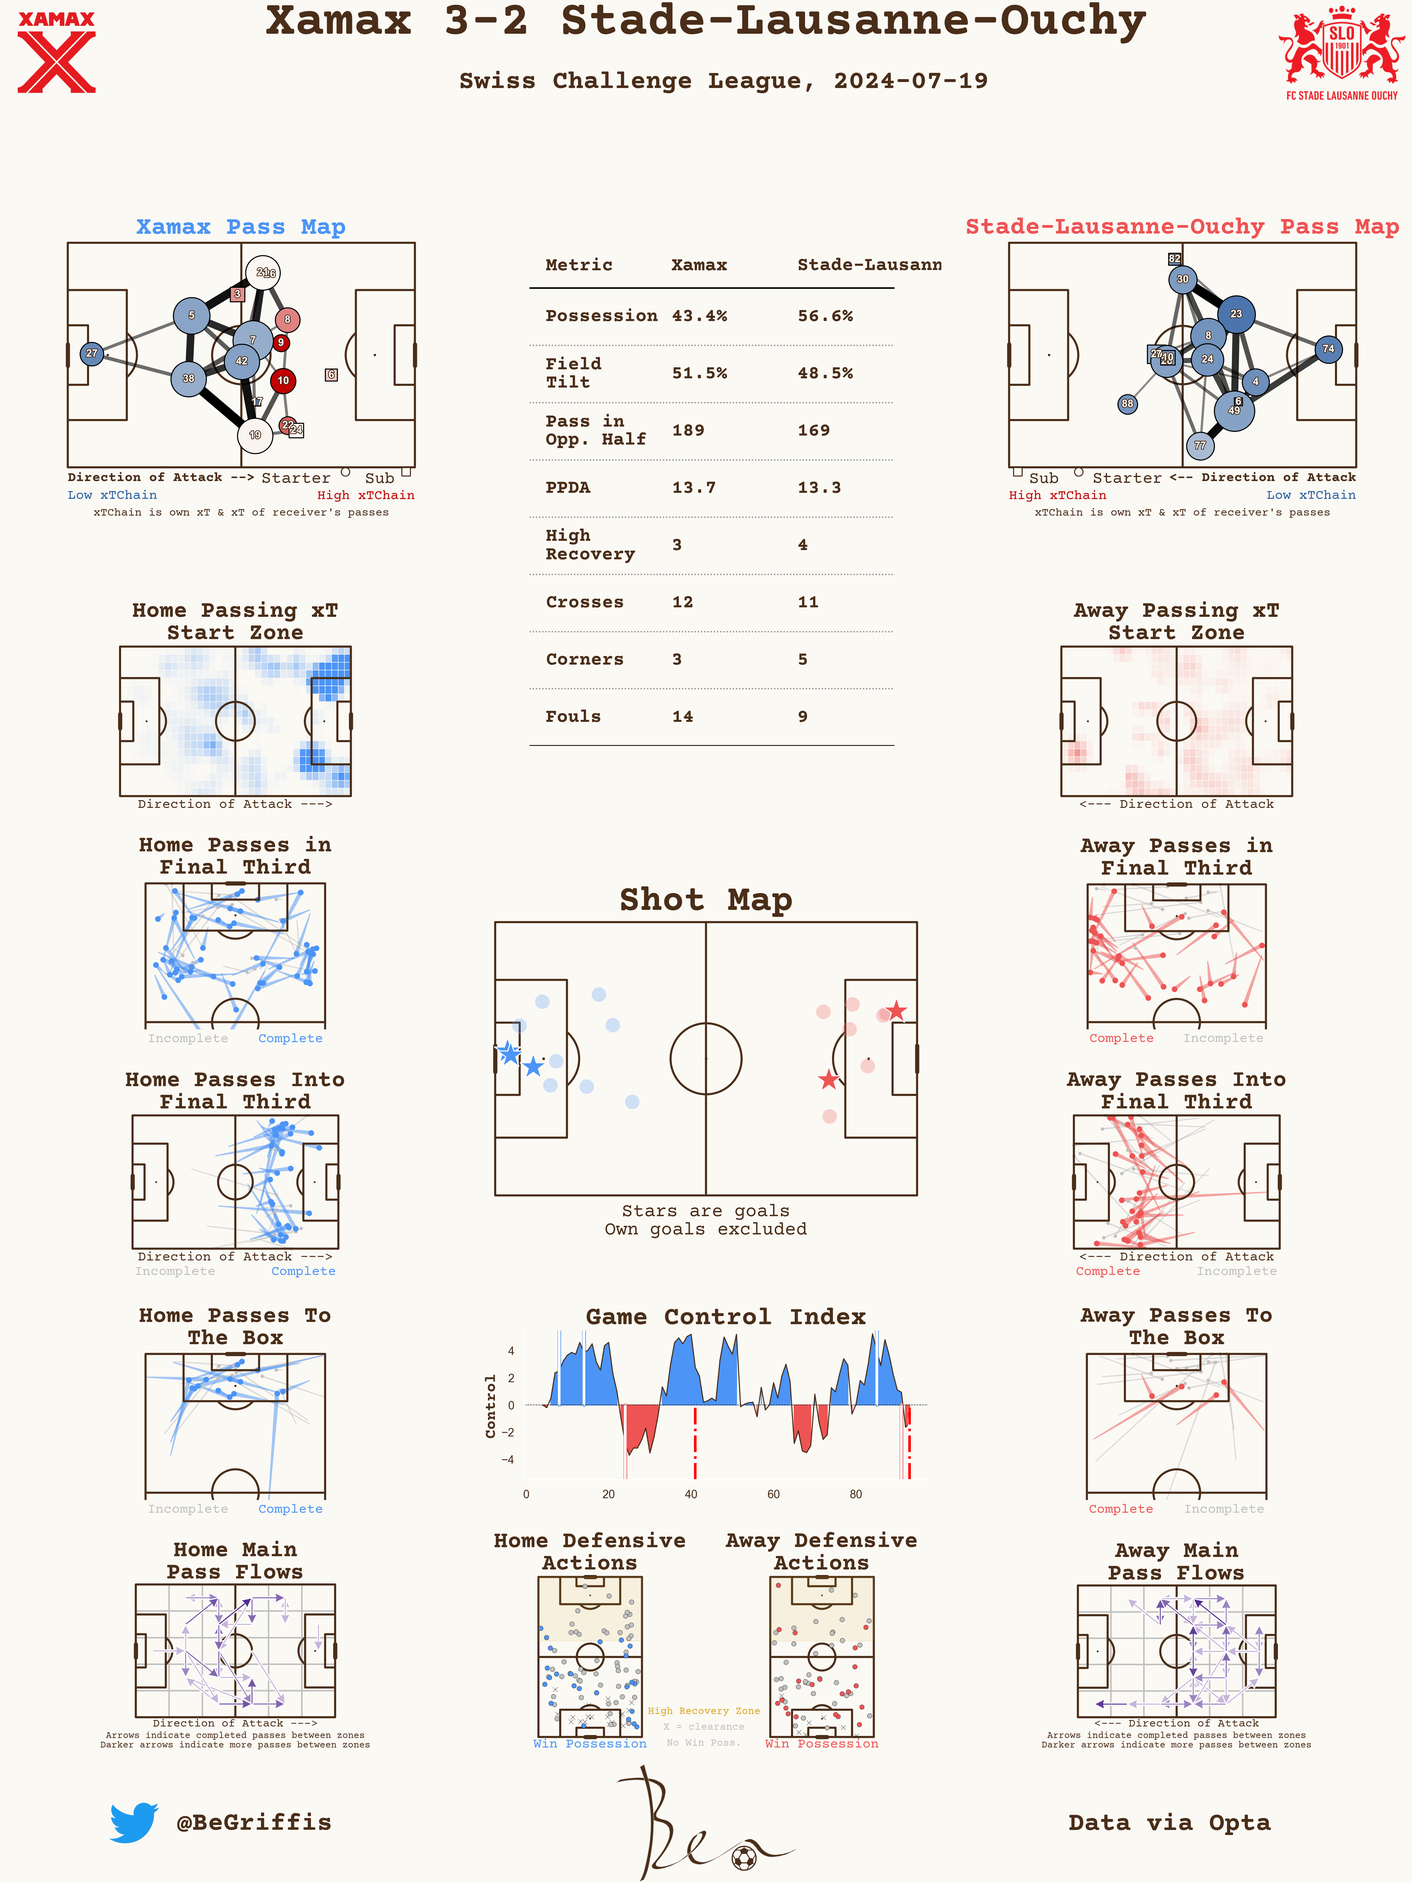 XAMAX
Xamax 3-2 Stade-Lausanne-Ouchy
Swiss Challenge League, 2024-07-19
SLO
1901
FC STADE LAUSANNE OUCHY
Xamax Pass Map
27
5
38
7
42
3
8
9
10
17
19
22
24
6
Direction of Attack --> Starter Sub
Low xTChain High xTChain
xTChain is own xT & xT of receiver's passes
Metric Xamax Stade-Lausann
Possession 43.4% 56.6%
Field
Tilt 51.5% 48.5%
Pass in
Opp. Half 189 169
PPDA 13.7 13.3
High
Recovery 3 4
Crosses 12 11
Corners 3 5
Fouls 14 9
Stade-Lausanne-Ouchy Pass Map
82
30
23
8
74
27
10
24
4
88
6
49
77
Sub Starter <-- Direction of Attack
High xTChain Low xTChain
xTChain is own xT & xT of receiver's passes
Home Passing xT
Start Zone
Direction of Attack --->
Away Passing xT
Start Zone
<--- Direction of Attack
Home Passes in
Final Third
Incomplete Complete
Away Passes in
Final Third
Complete Incomplete
Shot Map
Stars are goals
Own goals excluded
Home Passes Into
Final Third
Direction of Attack --->
Incomplete Complete
Away Passes Into
Final Third
<--- Direction of Attack
Complete Incomplete
Home Passes To
The Box
Incomplete Complete
Game Control Index
Control
4
2
0
−2
−4
0 20 40 60 80
Away Passes To
The Box
Complete Incomplete
Home Main
Pass Flows
Direction of Attack --->
Arrows indicate completed passes between zones
Darker arrows indicate more passes between zones
Home Defensive
Actions
Win Possession
Away Defensive
Actions
Win Possession
High Recovery Zone
X = clearance
No Win Poss.
Away Main
Pass Flows
<--- Direction of Attack
Arrows indicate completed passes between zones
Darker arrows indicate more passes between zones
@BeGriffis
Ben
Data via Opta